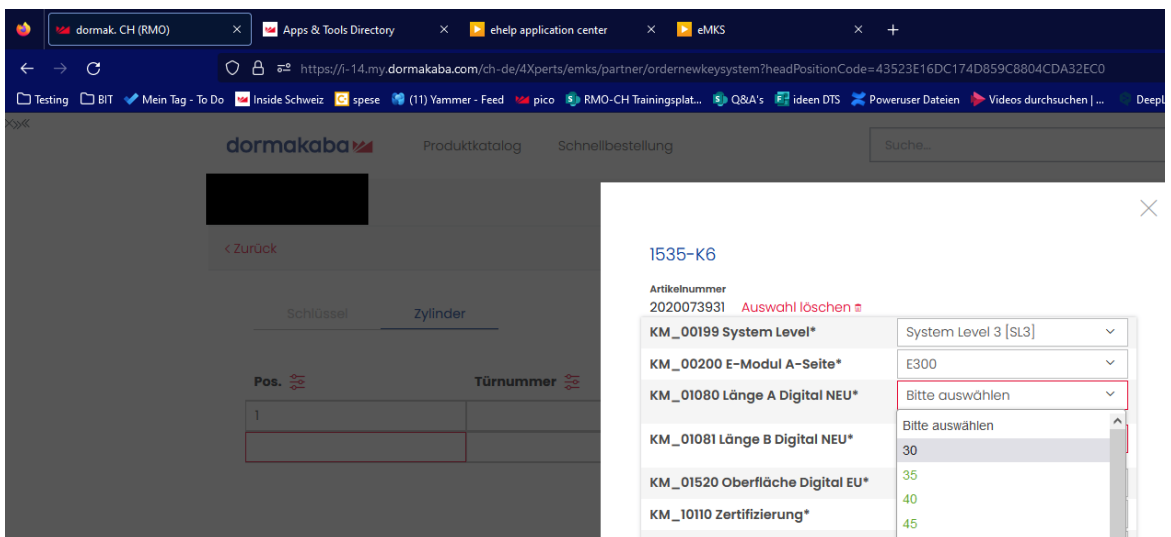 dormak. CH (RMO)
Apps & Tools Directory
ehelp application center
eMKS
https://i-14.my.dormakaba.com/ch-de/4Xperts/emks/partner/ordernewkeysystem?headPositionCode=43523E16DC174D859C8804CDA32EC0
Testing
BIT
Mein Tag - To Do
Inside Schweiz
spese
(11) Yammer - Feed
pico
RMO-CH Trainingsplat...
Q&A's
ideen DTS
Poweruser Dateien
Videos durchsuchen | ...
DeepL
dormakaba
Produktkatalog
Schnellbestellung
Suche...
<Zurück
1535-K6
Artikelnummer
2020073931 Auswahl löschen
Schlüssel
Zylinder
KM_00199 System Level*
System Level 3 [SL3]
KM_00200 E-Modul A-Seite*
E300
Pos.
Türnummer
KM_01080 Länge A Digital NEU*
Bitte auswählen
1
Bitte auswählen
KM_01081 Länge B Digital NEU*
30
35
KM_01520 Oberfläche Digital EU*
40
KM_10110 Zertifizierung*
45